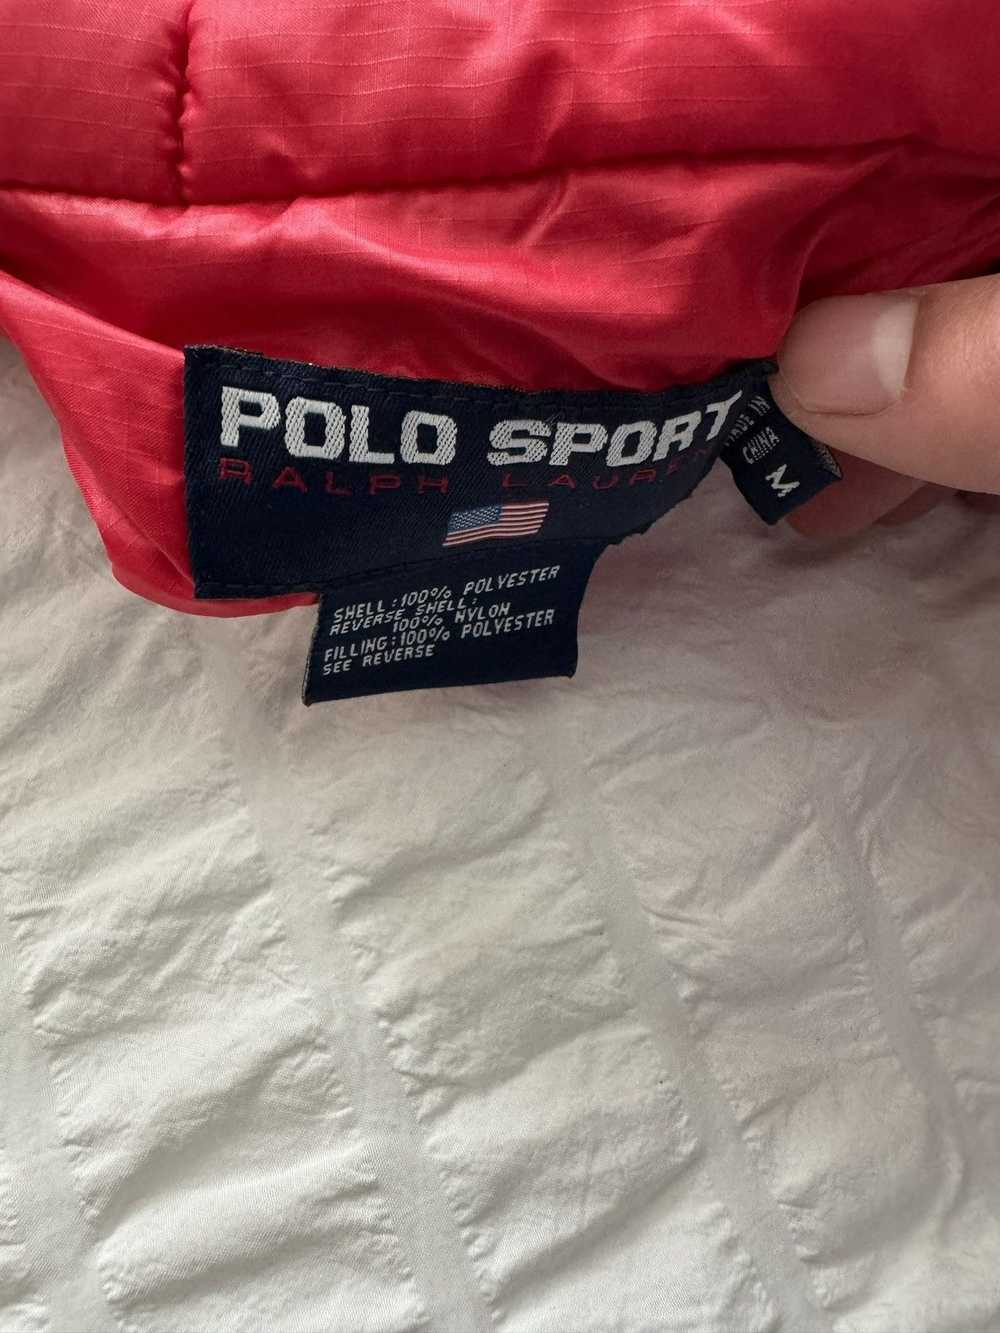 POLO SPORT
RALPH LAUREN
MADE IN
CHINA
M
SHELL:100% POLYESTER
REVERSE SHELL:
100% NYLON
FILLING:100% POLYESTER
SEE REVERSE